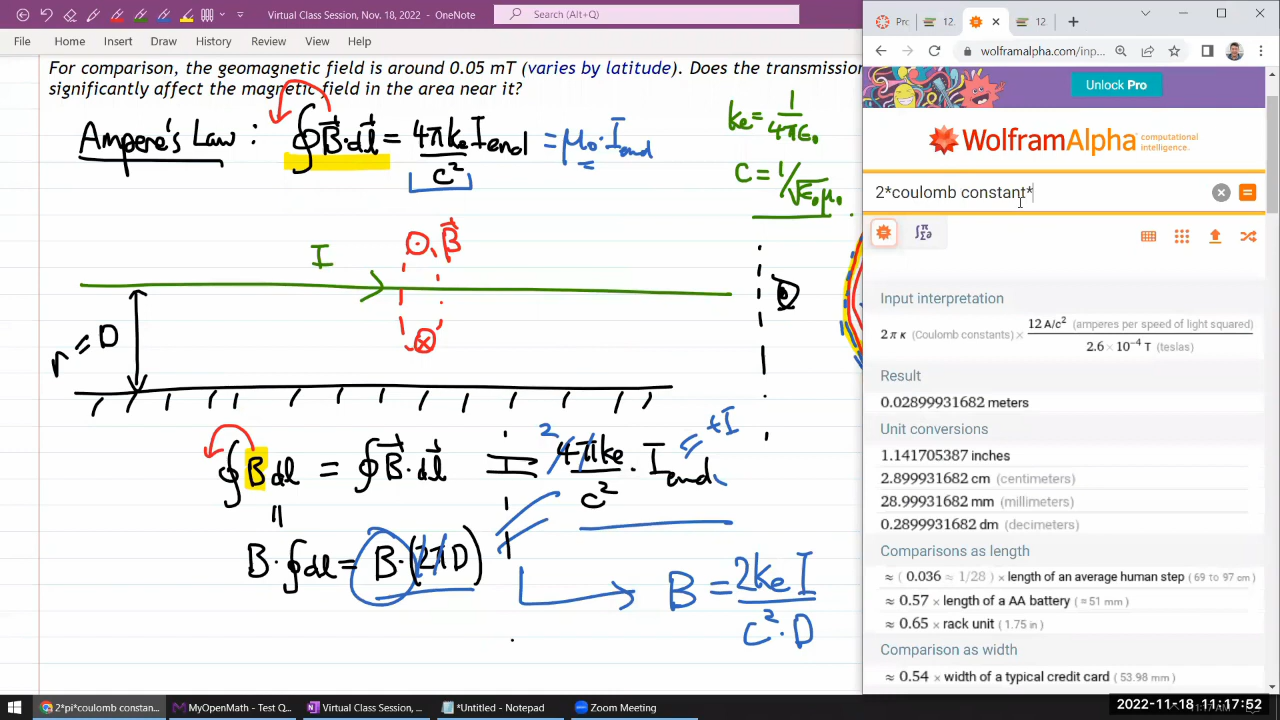 Virtual Class Session, Nov. 18, 2022 - OneNote
Search (Alt+Q)
File Home Insert Draw History Review View Help
For comparison, the geomagnetic field is around 0.05 mT (varies by latitude). Does the transmission
significantly affect the magnetic field in the area near it?
Ampere's Law : ∮B⃗·dl⃗ = 4πke/c² Iencl = μ0·Iencl
ke = 1/4πε0
c = 1/√ε0μ0.
I
⊙, B⃗
⊗
r = D
∮Bdl = ∮B⃗·dl⃗ = 4πke/c² · Iencl
2
+I
B·∮dl = B·(2πD)
B = 2keI/c²·D
Pro
12.
12.
wolframalpha.com/inp...
Unlock Pro
WolframAlpha computational intelligence.
2*coulomb constant*
Input interpretation
2 π κ (Coulomb constants) × 12 A/c² (amperes per speed of light squared) / 2.6 × 10⁻⁴ T (teslas)
Result
0.02899931682 meters
Unit conversions
1.141705387 inches
2.899931682 cm (centimeters)
28.99931682 mm (millimeters)
0.2899931682 dm (decimeters)
Comparisons as length
≈ ( 0.036 ≈ 1/28 ) × length of an average human step ( 69 to 97 cm )
≈ 0.57 × length of a AA battery ( ≈ 51 mm )
≈ 0.65 × rack unit ( 1.75 in )
Comparison as width
≈ 0.54 × width of a typical credit card ( 53.98 mm )
2*pi*coulomb constan...
MyOpenMath - Test Q...
Virtual Class Session, ...
*Untitled - Notepad
Zoom Meeting
2022-11-18 11:17:52